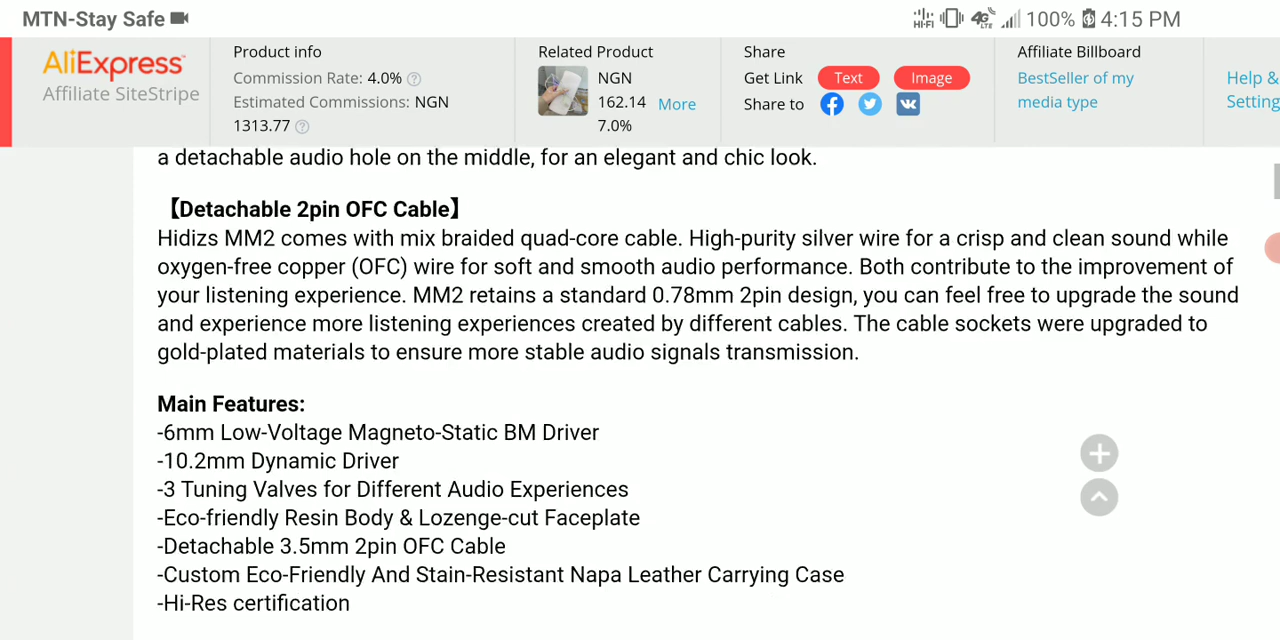 MTN-Stay Safe
HI-FI 4G LTE 100% 4:15 PM
AliExpress
Affiliate SiteStripe
Product info
Commission Rate: 4.0% ?
Estimated Commissions: NGN
1313.77 ?
Related Product
NGN
162.14 More
7.0%
Share
Get Link Text Image
Share to
Affiliate Billboard
BestSeller of my
media type
Help &
Setting
a detachable audio hole on the middle, for an elegant and chic look.
【Detachable 2pin OFC Cable】
Hidizs MM2 comes with mix braided quad-core cable. High-purity silver wire for a crisp and clean sound while
oxygen-free copper (OFC) wire for soft and smooth audio performance. Both contribute to the improvement of
your listening experience. MM2 retains a standard 0.78mm 2pin design, you can feel free to upgrade the sound
and experience more listening experiences created by different cables. The cable sockets were upgraded to
gold-plated materials to ensure more stable audio signals transmission.
Main Features:
-6mm Low-Voltage Magneto-Static BM Driver
-10.2mm Dynamic Driver
-3 Tuning Valves for Different Audio Experiences
-Eco-friendly Resin Body & Lozenge-cut Faceplate
-Detachable 3.5mm 2pin OFC Cable
-Custom Eco-Friendly And Stain-Resistant Napa Leather Carrying Case
-Hi-Res certification